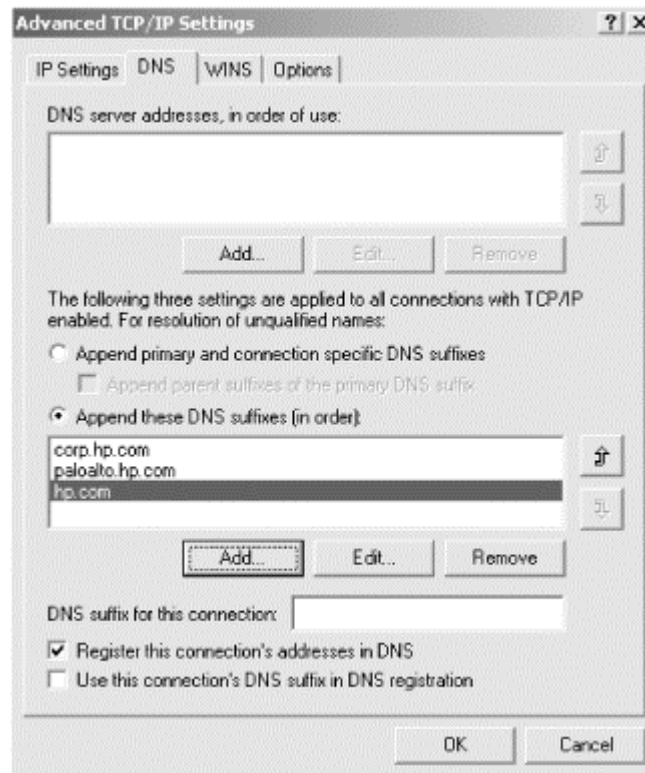 Advanced TCP/IP Settings ? X
IP Settings DNS WINS Options
DNS server addresses, in order of use:
Add... Edit... Remove
The following three settings are applied to all connections with TCP/IP
enabled. For resolution of unqualified names:
Append primary and connection specific DNS suffixes
Append parent suffixes of the primary DNS suffix
Append these DNS suffixes (in order):
corp.hp.com
paloalto.hp.com
hp.com
Add... Edit... Remove
DNS suffix for this connection:
Register this connection's addresses in DNS
Use this connection's DNS suffix in DNS registration
OK Cancel